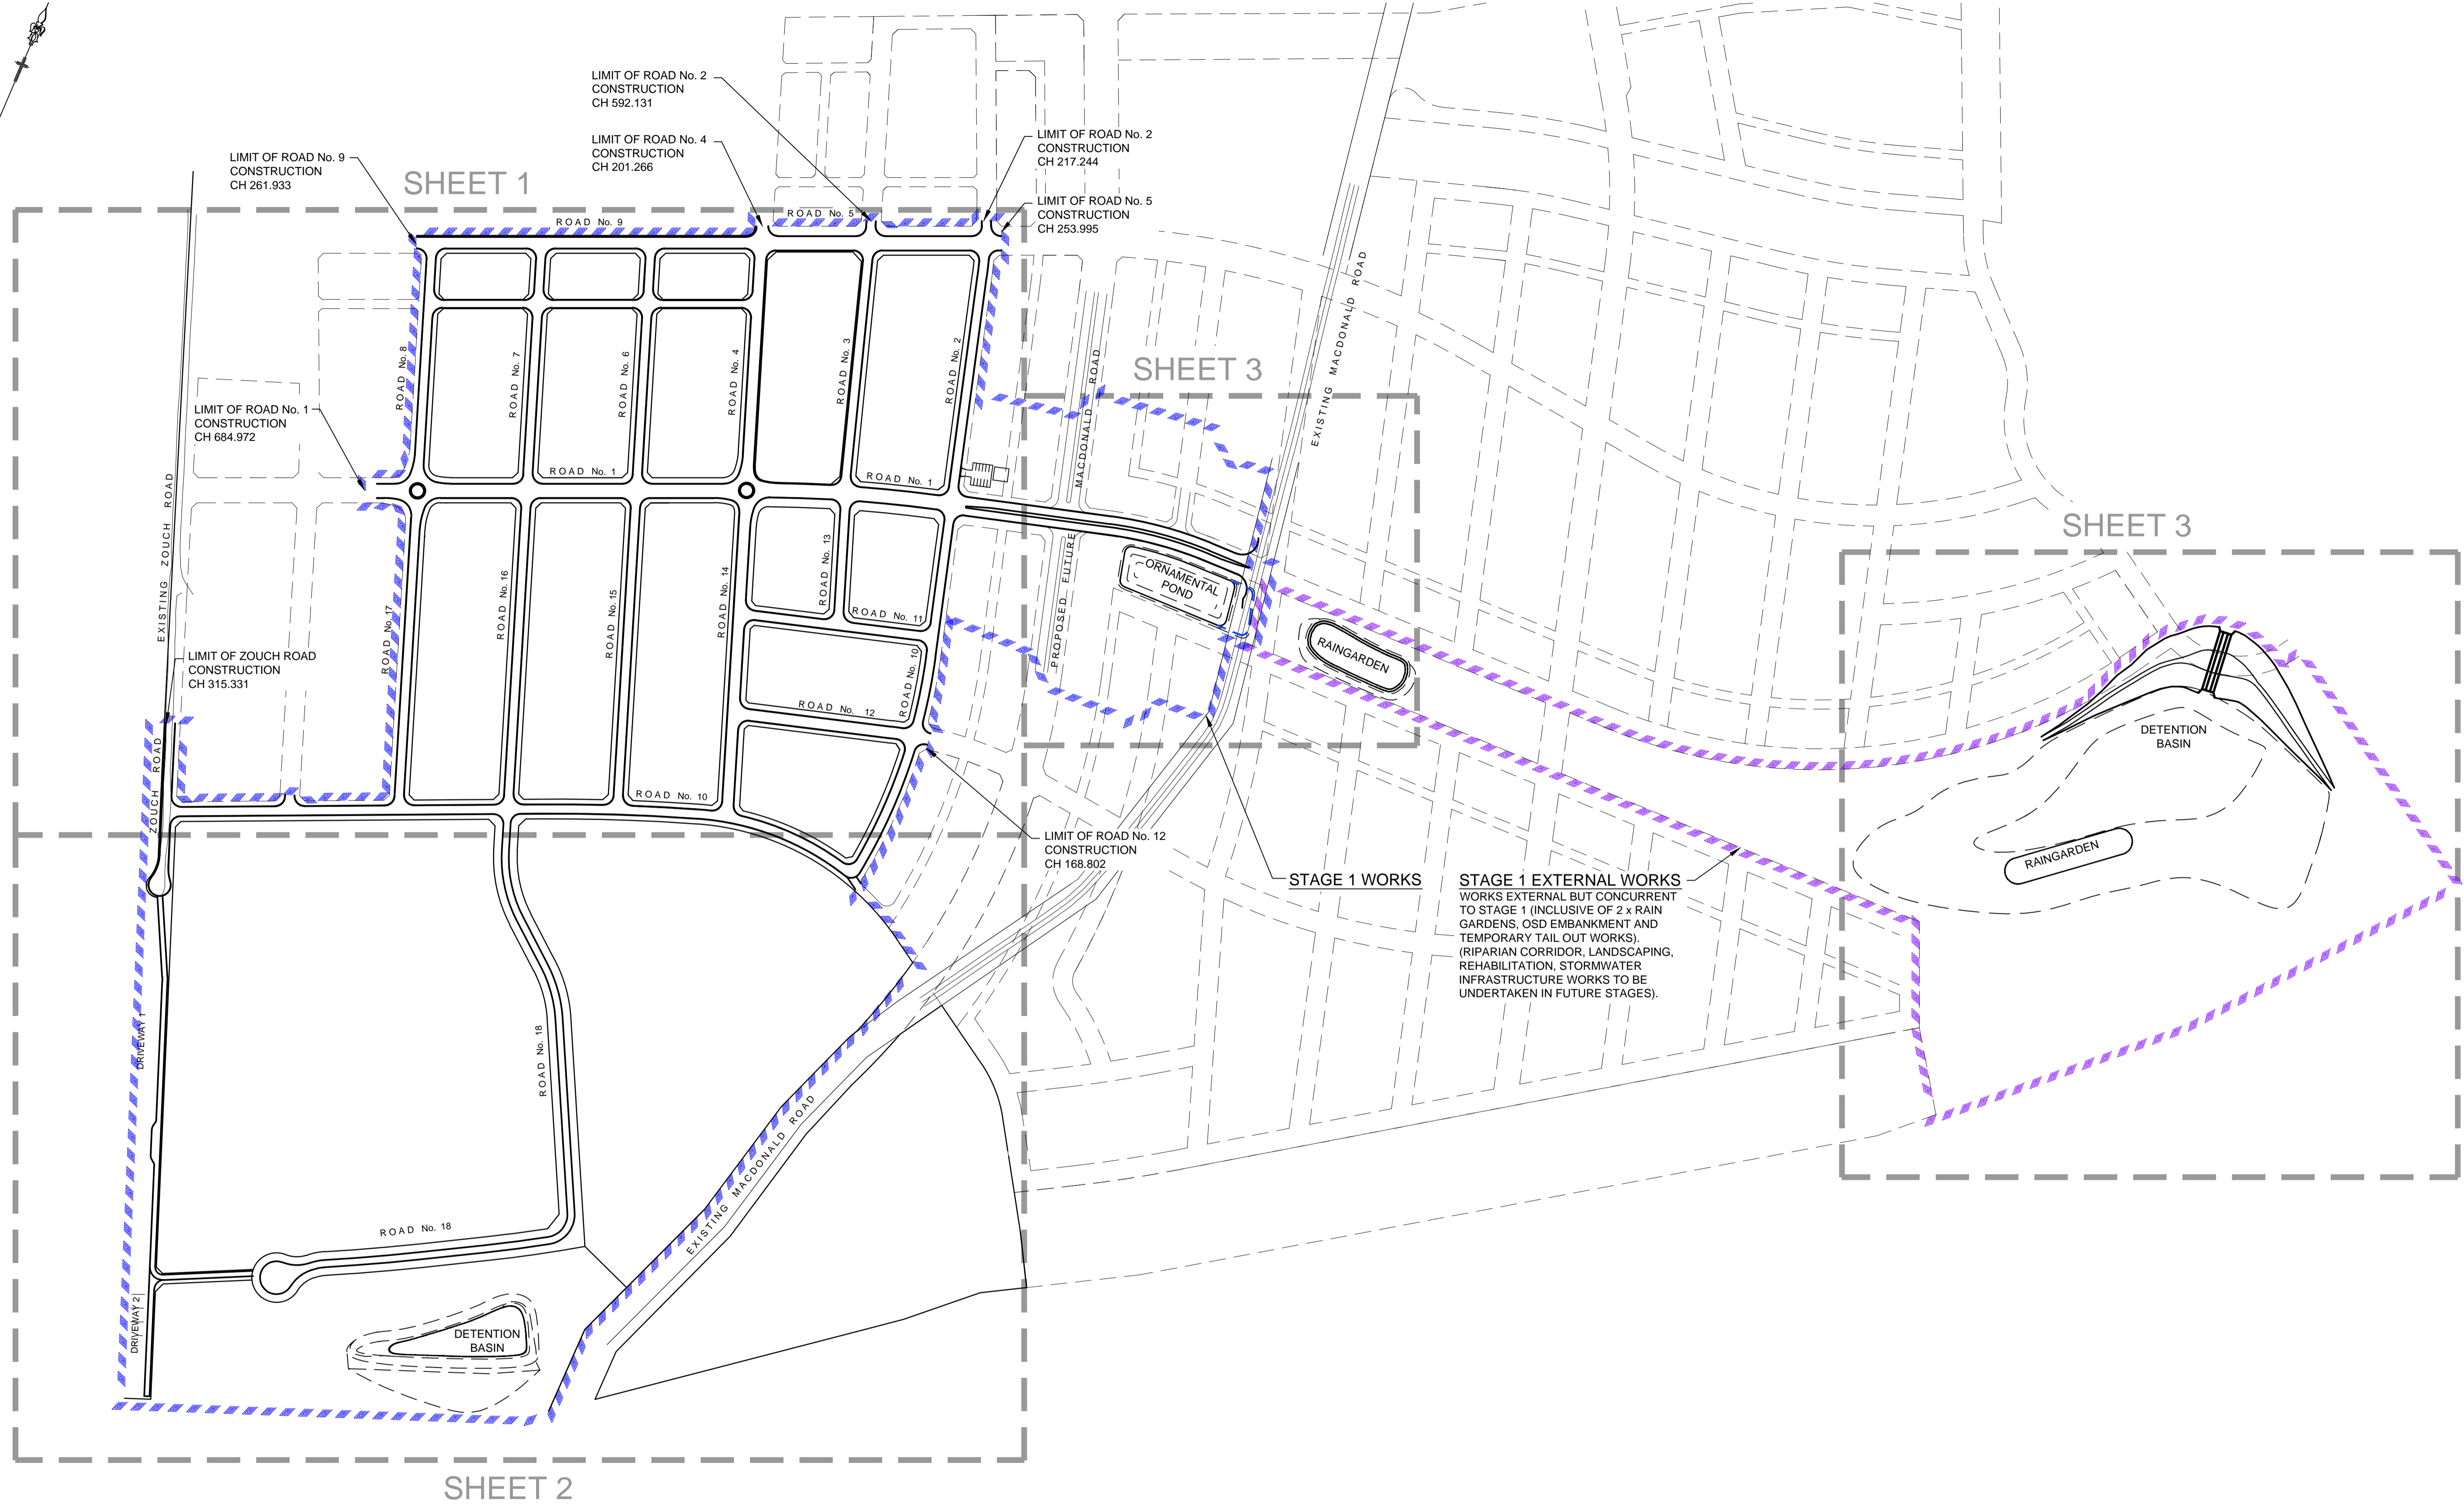 LIMIT OF ROAD No. 2
CONSTRUCTION
CH 592.131
LIMIT OF ROAD No. 4
CONSTRUCTION
CH 201.266
LIMIT OF ROAD No. 2
CONSTRUCTION
CH 217.244
LIMIT OF ROAD No. 9
CONSTRUCTION
CH 261.933
SHEET 1
LIMIT OF ROAD No. 5
CONSTRUCTION
CH 253.995
ROAD No. 9
ROAD No. 5
ROAD No. 8
ROAD No. 7
ROAD No. 6
ROAD No. 4
ROAD No. 3
ROAD No. 2
MACDONALD ROAD
PROPOSED FUTURE
SHEET 3
EXISTING MACDONALD ROAD
LIMIT OF ROAD No. 1
CONSTRUCTION
CH 684.972
ROAD No. 1
ROAD No. 1
EXISTING ZOUCH ROAD
SHEET 3
ROAD No. 17
ROAD No. 16
ROAD No. 15
ROAD No. 14
ROAD No. 13
ROAD No. 11
ORNAMENTAL
POND
RAINGARDEN
LIMIT OF ZOUCH ROAD
CONSTRUCTION
CH 315.331
ROAD No. 10
ROAD No. 12
DETENTION
BASIN
ZOUCH ROAD
ROAD No. 10
LIMIT OF ROAD No. 12
CONSTRUCTION
CH 168.802
RAINGARDEN
STAGE 1 WORKS
STAGE 1 EXTERNAL WORKS
WORKS EXTERNAL BUT CONCURRENT
TO STAGE 1 (INCLUSIVE OF 2 x RAIN
GARDENS, OSD EMBANKMENT AND
TEMPORARY TAIL OUT WORKS).
(RIPARIAN CORRIDOR, LANDSCAPING,
REHABILITATION, STORMWATER
INFRASTRUCTURE WORKS TO BE
UNDERTAKEN IN FUTURE STAGES).
DRIVEWAY 1
ROAD No. 18
EXISTING MACDONALD ROAD
ROAD No. 18
DRIVEWAY 2
DETENTION
BASIN
SHEET 2